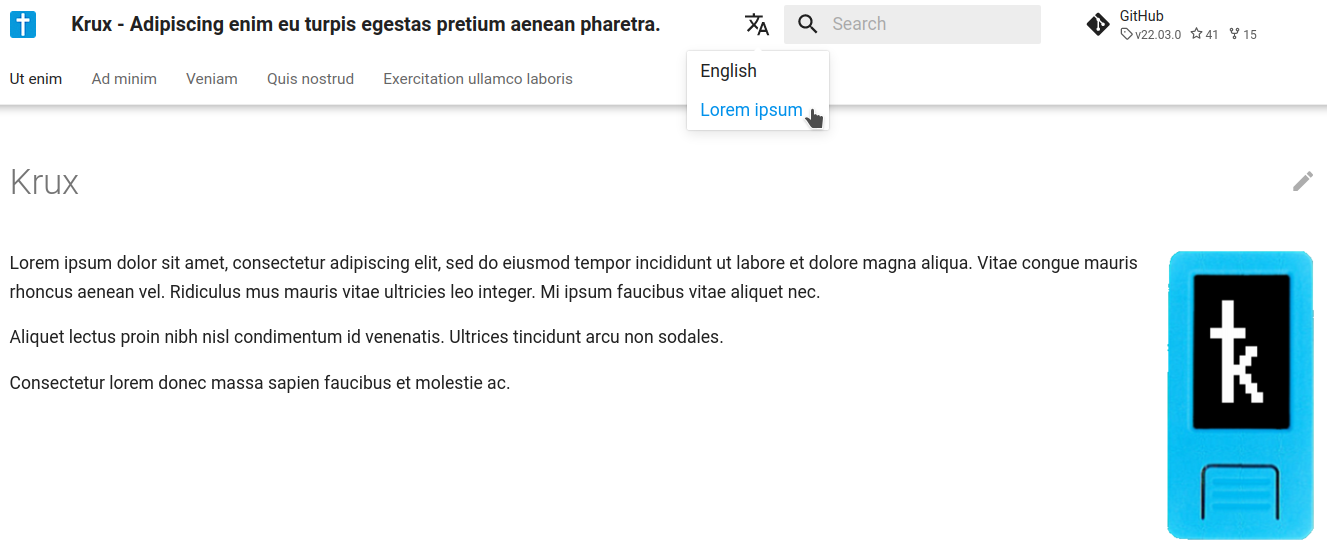 Krux - Adipiscing enim eu turpis egestas pretium aenean pharetra.
Search
GitHub
v22.03.0 41 15
English
Lorem ipsum
Ut enim Ad minim Veniam Quis nostrud Exercitation ullamco laboris
Krux
Lorem ipsum dolor sit amet, consectetur adipiscing elit, sed do eiusmod tempor incididunt ut labore et dolore magna aliqua. Vitae congue mauris
rhoncus aenean vel. Ridiculus mus mauris vitae ultricies leo integer. Mi ipsum faucibus vitae aliquet nec.
Aliquet lectus proin nibh nisl condimentum id venenatis. Ultrices tincidunt arcu non sodales.
Consectetur lorem donec massa sapien faucibus et molestie ac.
k